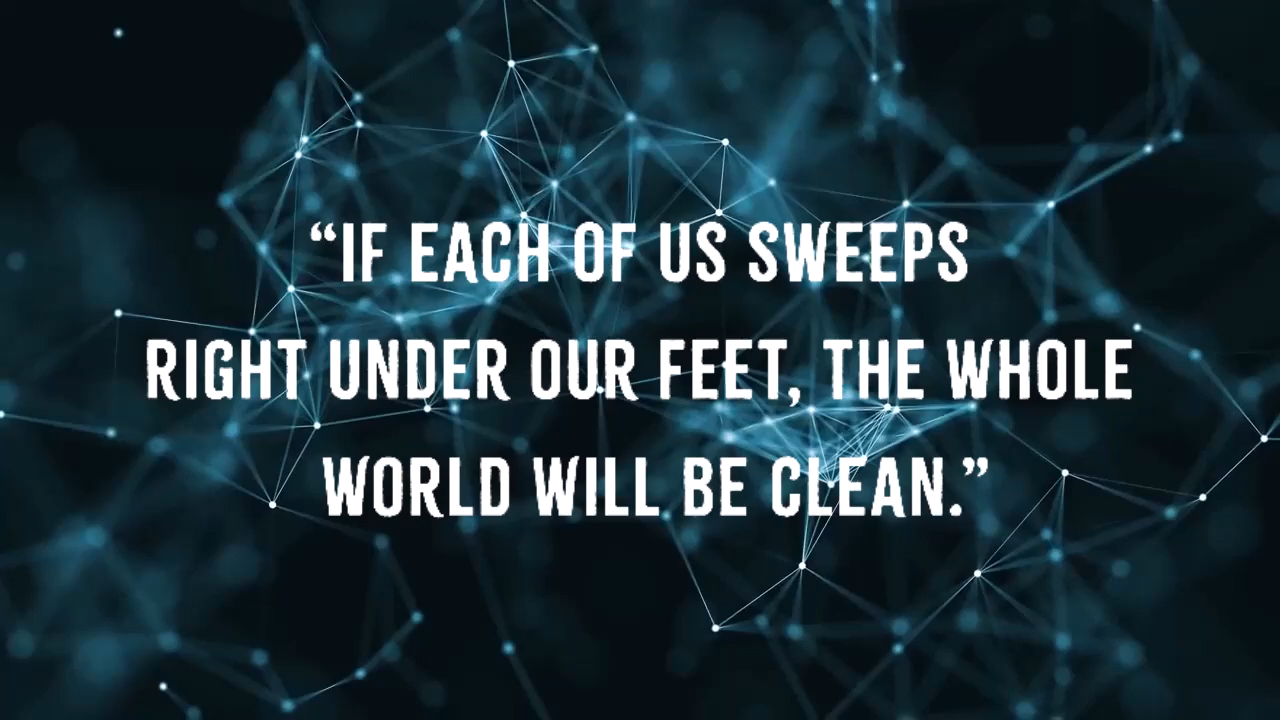 “IF EACH OF US SWEEPS
RIGHT UNDER OUR FEET, THE WHOLE
WORLD WILL BE CLEAN.”